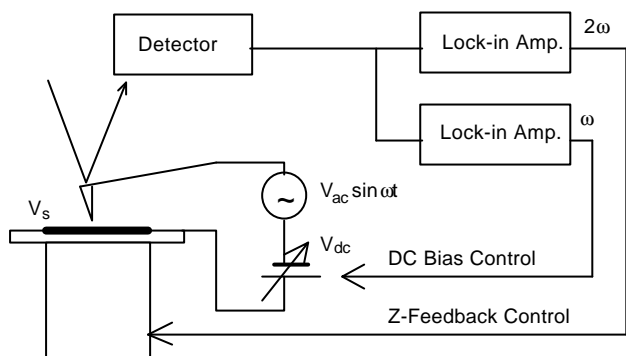 Detector
Lock-in Amp.
2ω
Lock-in Amp.
ω
Vac sin ωt
Vs
Vdc
DC Bias Control
Z-Feedback Control
~